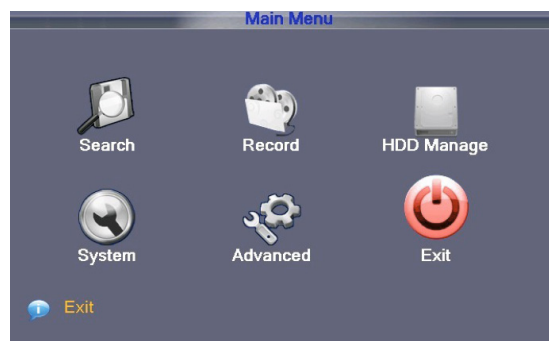 Main Menu
Search
Record
HDD Manage
System
Advanced
Exit
Exit